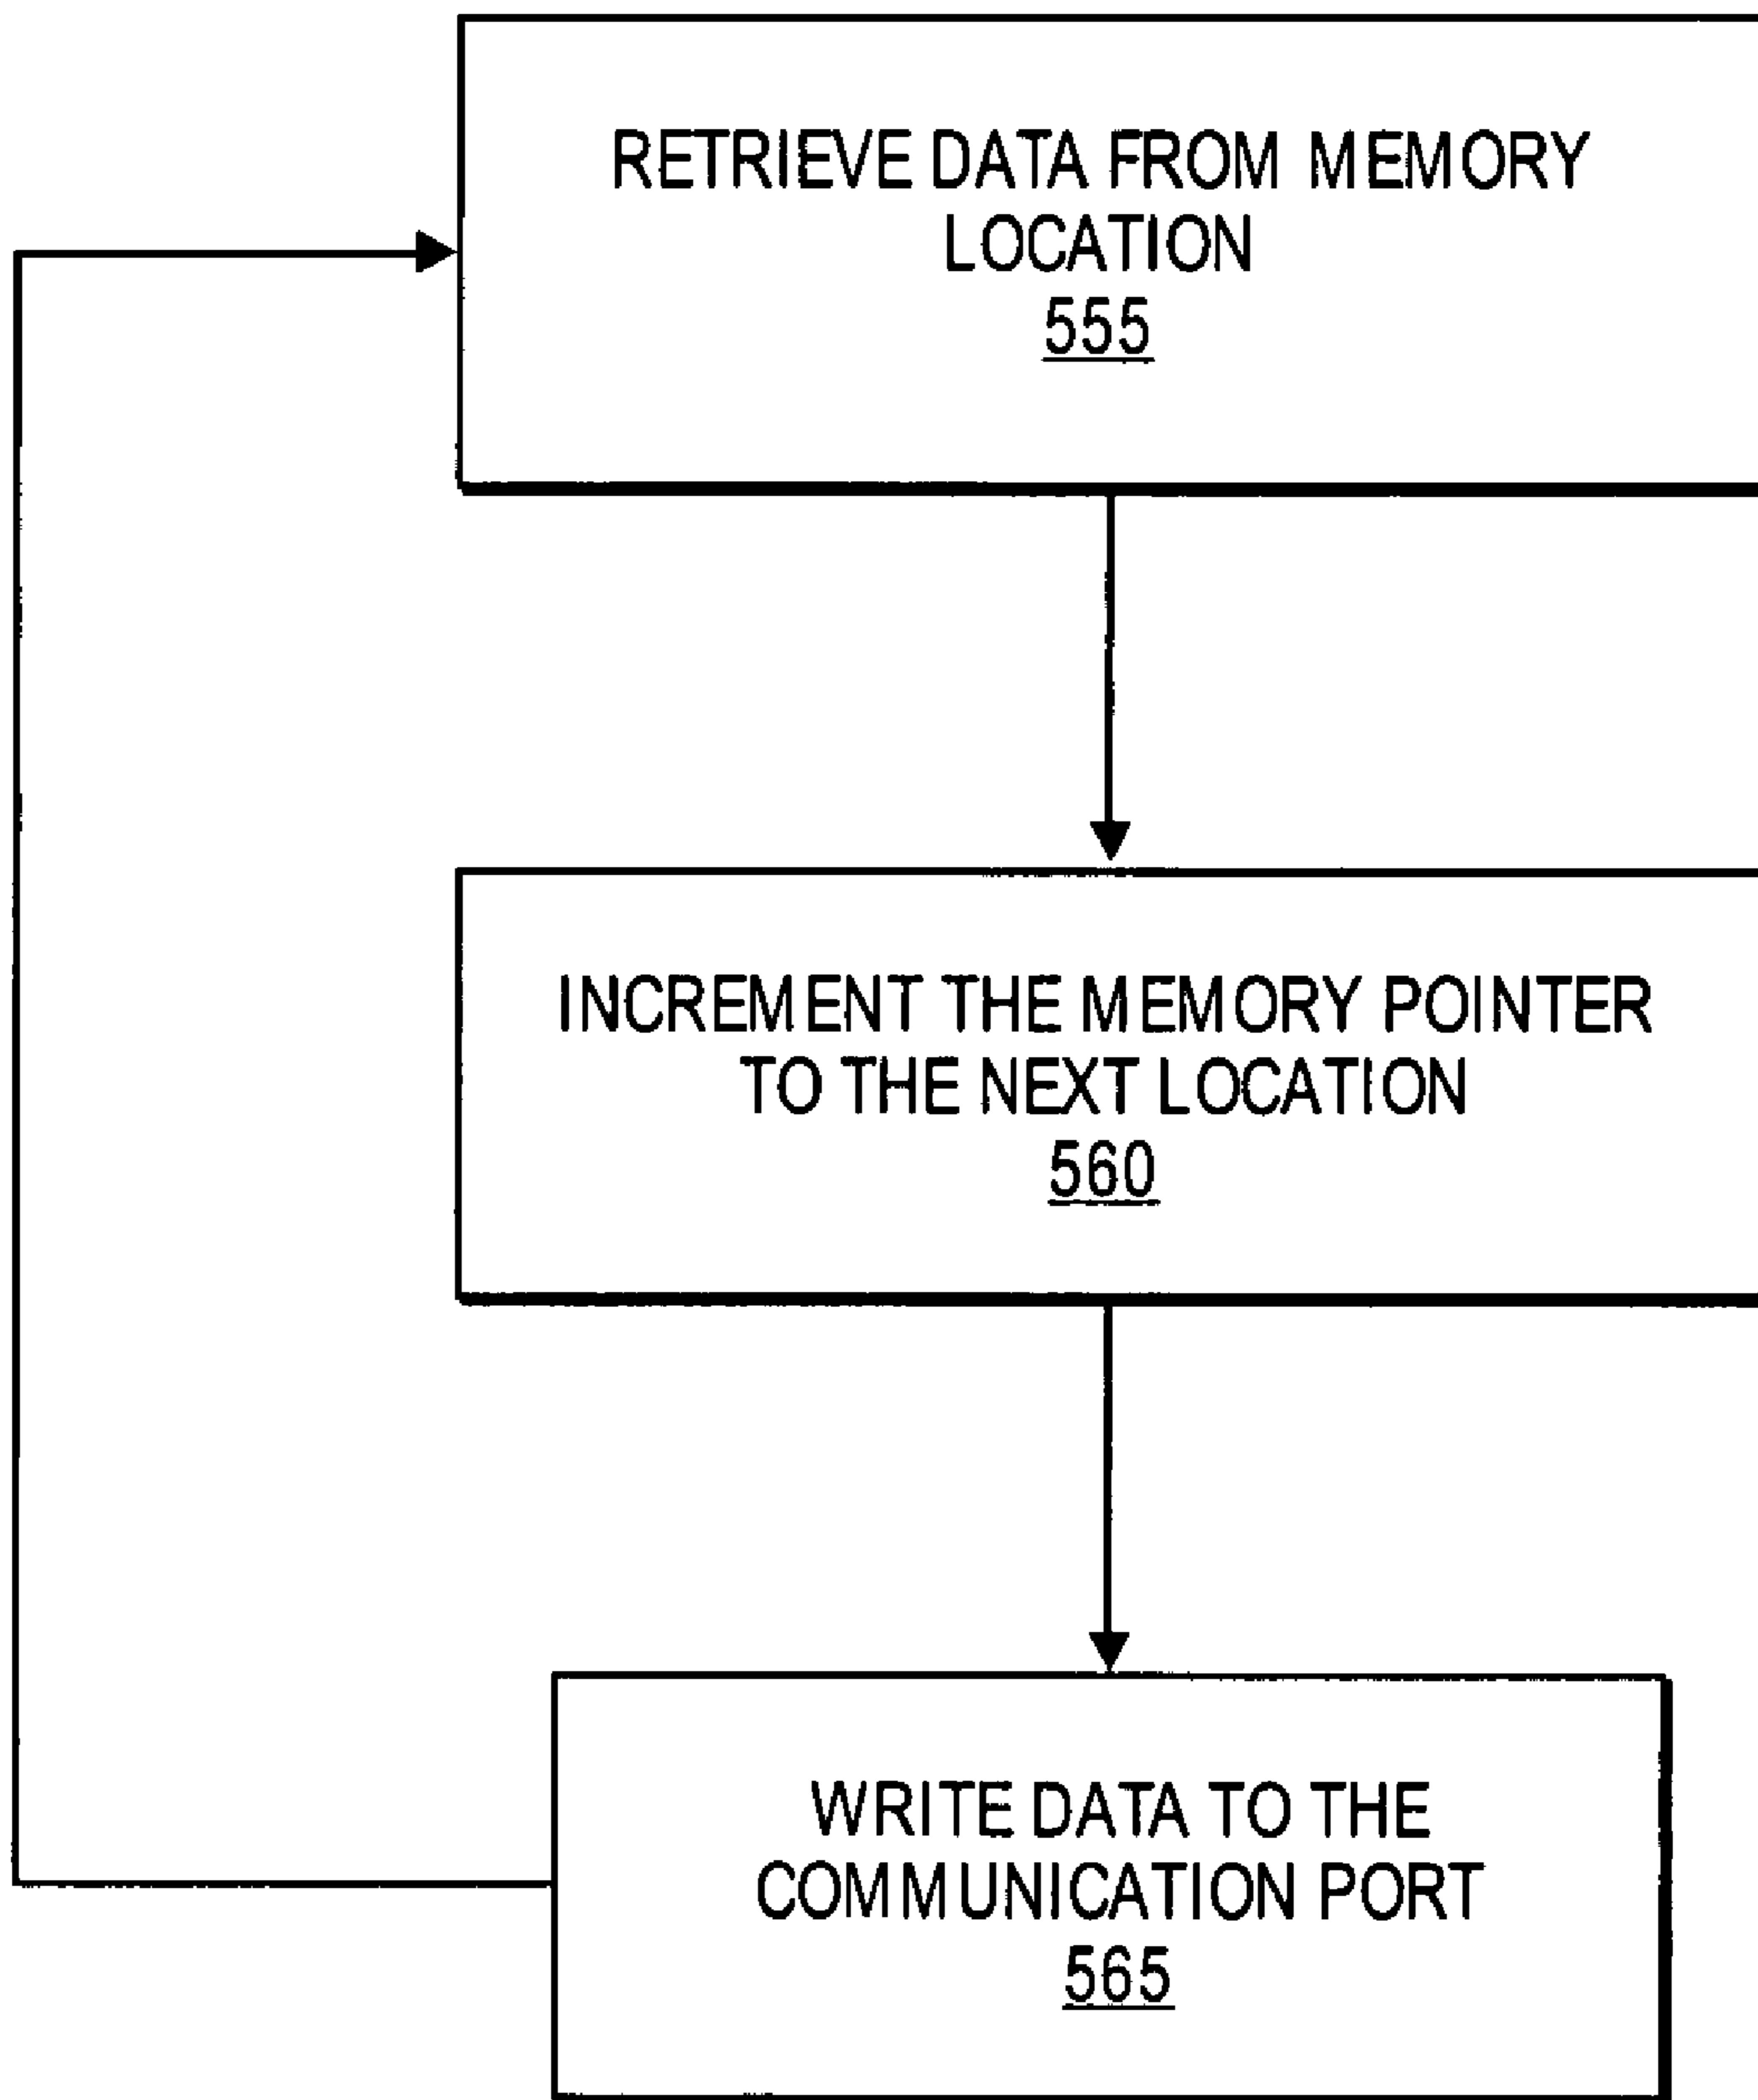 RETRIEVE DATA FROM MEMORY
LOCATION
555
INCREMENT THE MEMORY POINTER
TO THE NEXT LOCATION
560
WRITE DATA TO THE
COMMUNICATION PORT
565